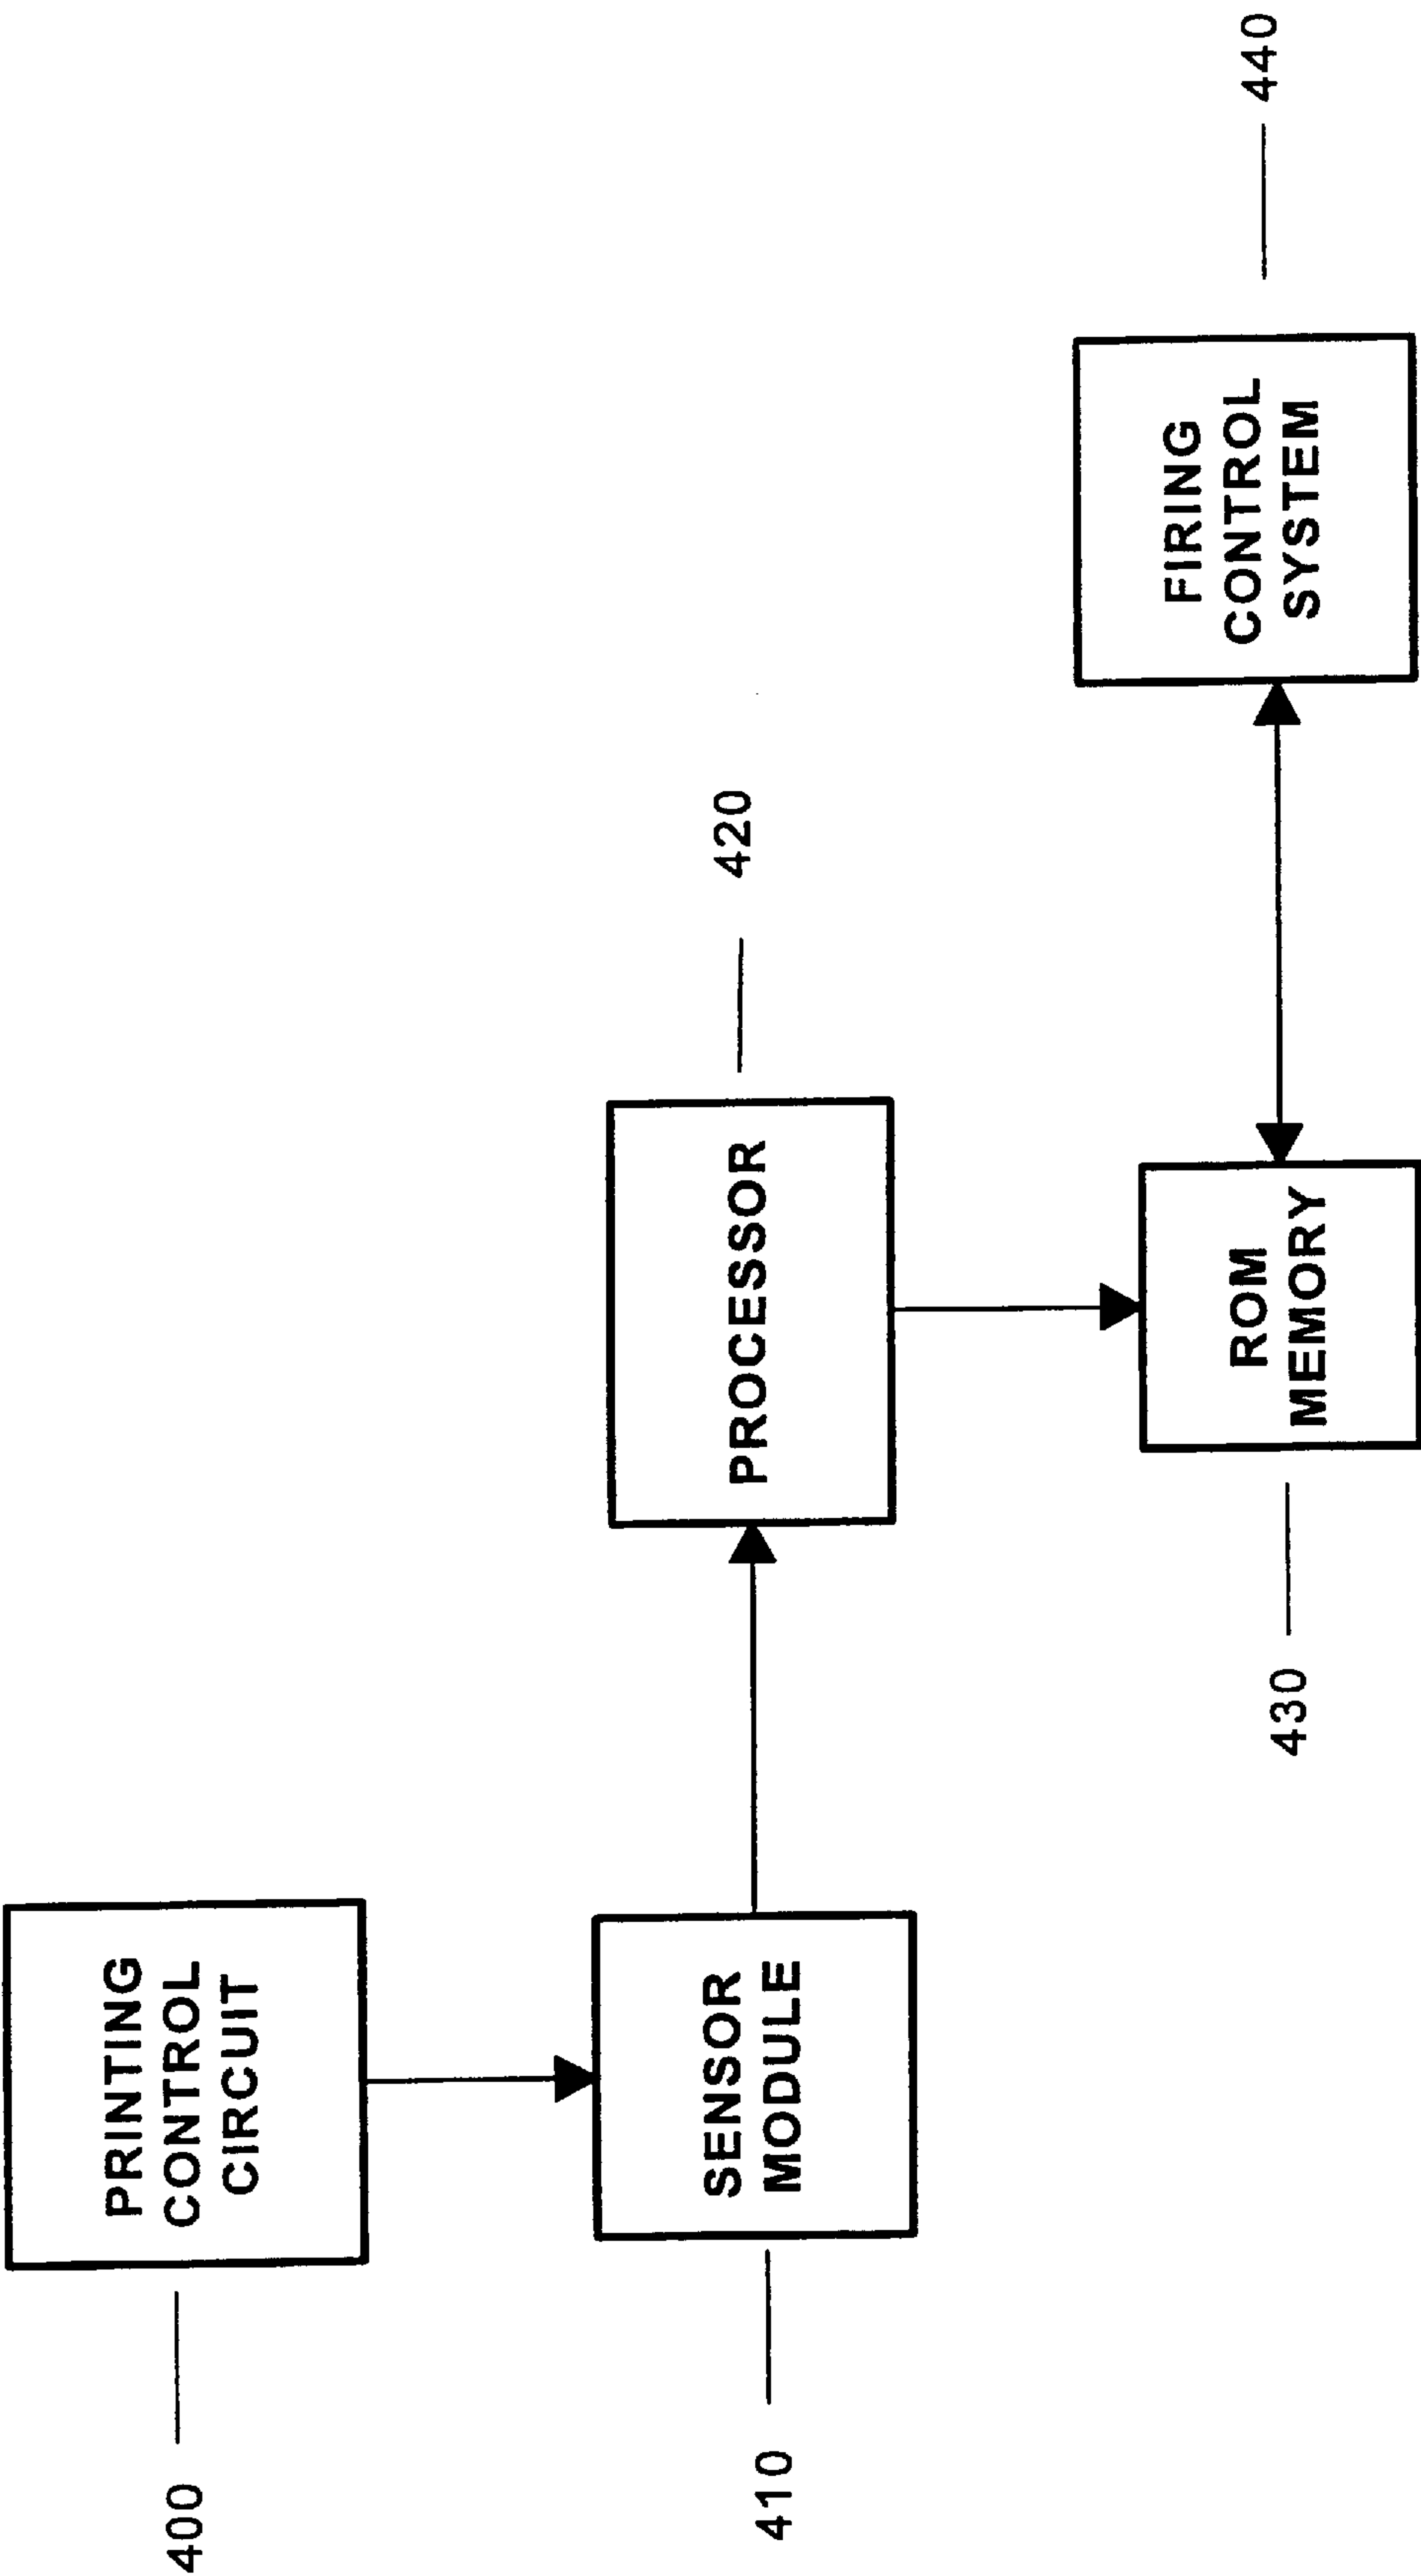 PRINTING
CONTROL
CIRCUIT
400
SENSOR
MODULE
410
PROCESSOR
420
ROM
MEMORY
430
FIRING
CONTROL
SYSTEM
440